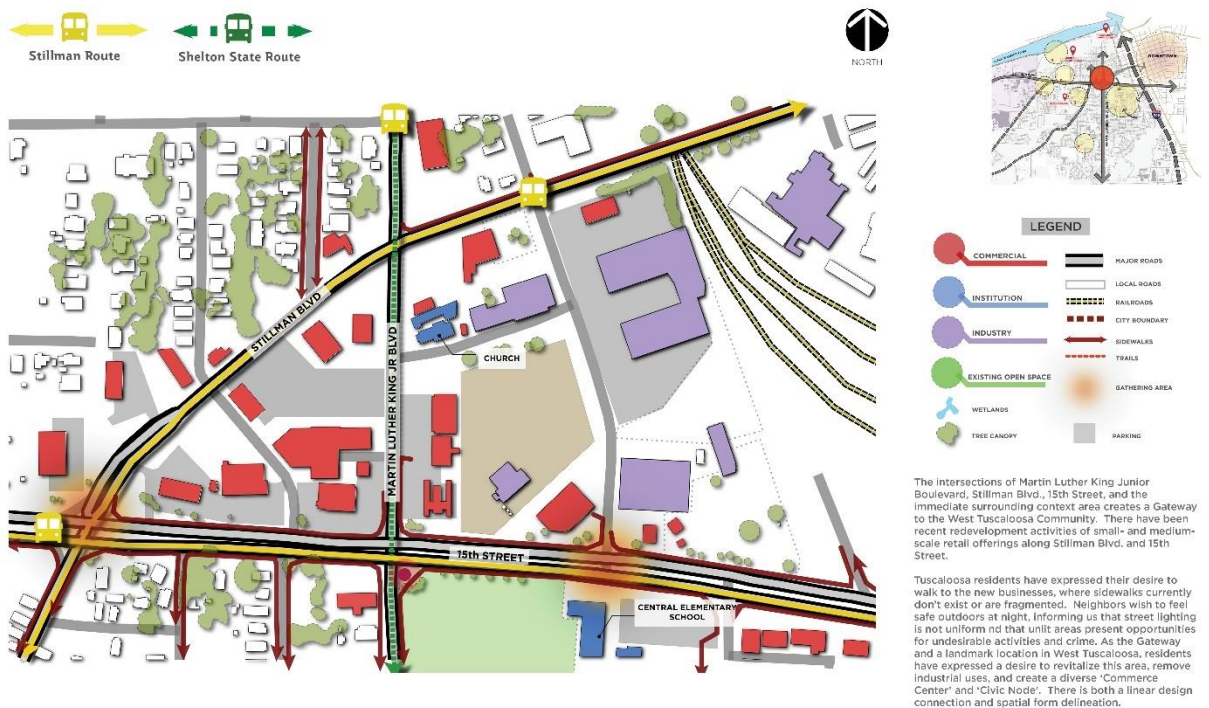 Stillman Route
Shelton State Route
NORTH
STILLMAN BLVD
MARTIN LUTHER KING JR BLVD
CHURCH
15th STREET
CENTRAL ELEMENTARY
SCHOOL
LEGEND
COMMERCIAL
INSTITUTION
INDUSTRY
EXISTING OPEN SPACE
WETLANDS
TREE CANOPY
MAJOR ROADS
LOCAL ROADS
RAILROADS
CITY BOUNDARY
SIDEWALKS
TRAILS
GATHERING AREA
PARKING
The intersections of Martin Luther King Junior
Boulevard, Stillman Blvd., 15th Street, and the
immediate surrounding context area creates a Gateway
to the West Tuscaloosa Community. There have been
recent redevelopment activities of small- and medium-
scale retail offerings along Stillman Blvd. and 15th
Street.
Tuscaloosa residents have expressed their desire to
walk to the new businesses, where sidewalks currently
don't exist or are fragmented. Neighbors wish to feel
safe outdoors at night, informing us that street lighting
is not uniform nd that unlit areas present opportunities
for undesirable activities and crime. As the Gateway
and a landmark location in West Tuscaloosa, residents
have expressed a desire to revitalize this area, remove
industrial uses, and create a diverse 'Commerce
Center' and 'Civic Node'. There is both a linear design
connection and spatial form delineation.